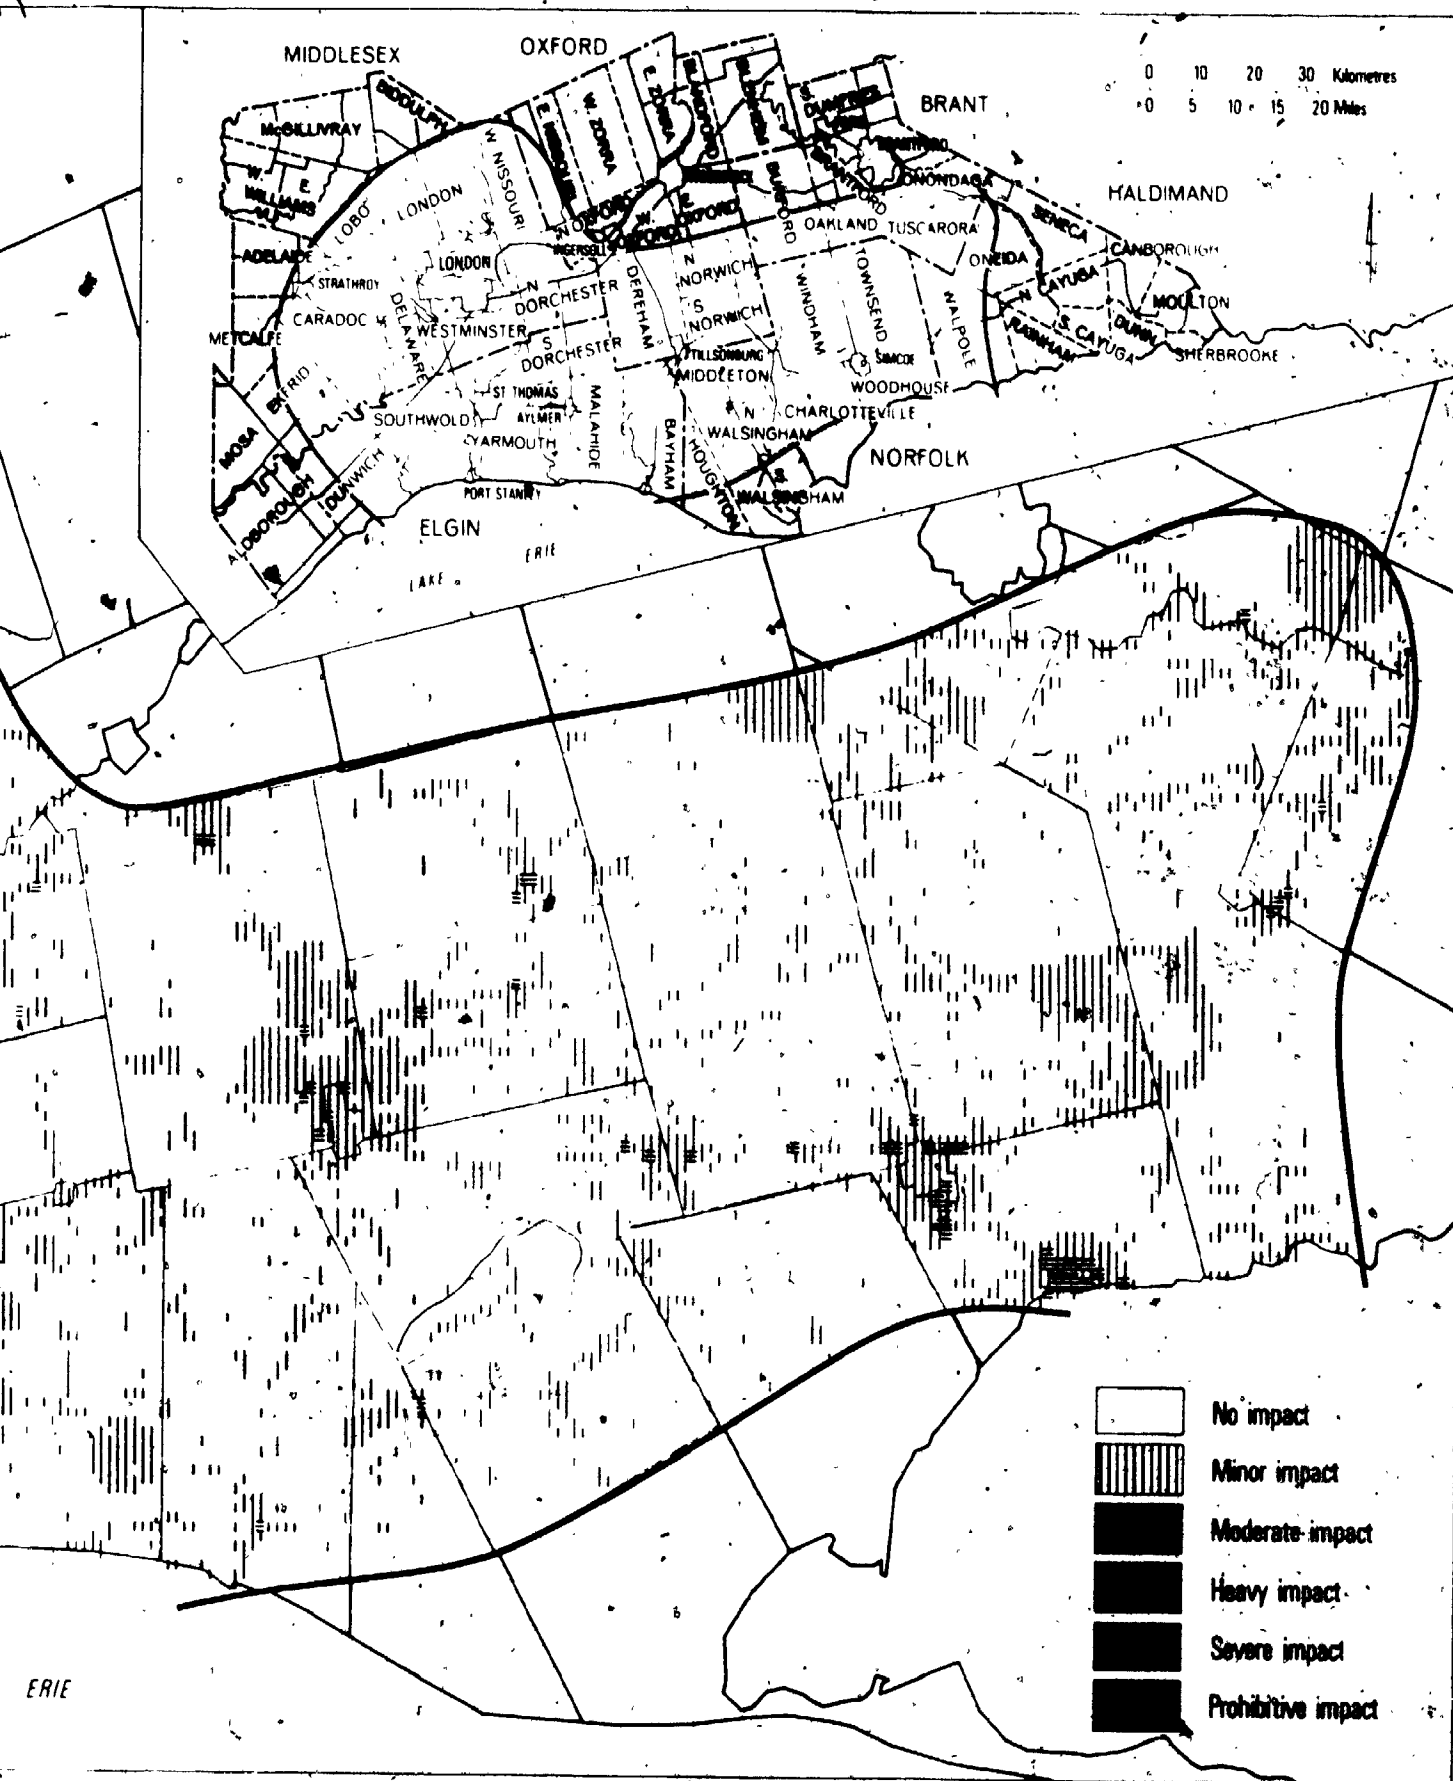 MIDDLESEX
OXFORD
BRANT
HALDIMAND
0 10 20 30 Kilometres
0 5 10 15 20 Miles
BIDDULPH
McGILLIVRAY
W. WILLIAMS
E. WILLIAMS
LOBO
LONDON
W NISSOURI
E. NISSOURI
W. ZORRA
E. ZORRA
BLANDFORD
BLENHEIM
S. DUMFRIES
BRANTFORD
BRANTFORD
ONONDAGA
BURFORD
OAKLAND
TUSCARORA
SENECA
ONEIDA
CANBOROUGH
N CAYUGA
MOULTON
S. CAYUGA
DUNN
SHERBROOKE
RAINHAM
WALPOLE
TOWNSEND
WINDHAM
SIMCOE
WOODHOUSE
N OXFORD
W. OXFORD
E. OXFORD
INGERSOLL
ADELAIDE
STRATHROY
LONDON
CARADOC
DELAWARE
WESTMINSTER
N DORCHESTER
S DORCHESTER
DEREHAM
N NORWICH
S NORWICH
TILLSONBURG
MIDDLETON
METCALFE
EKFRID
MOSA
ALDBOROUGH
DUNWICH
SOUTHWOLD
ST THOMAS
AYLMER
YARMOUTH
MALAHIDE
BAYHAM
HOUGHTON
N WALSINGHAM
S. WALSINGHAM
CHARLOTTEVILLE
NORFOLK
PORT STANLEY
ELGIN
LAKE ERIE
No impact
Minor impact
Moderate impact
Heavy impact
Severe impact
Prohibitive impact
ERIE